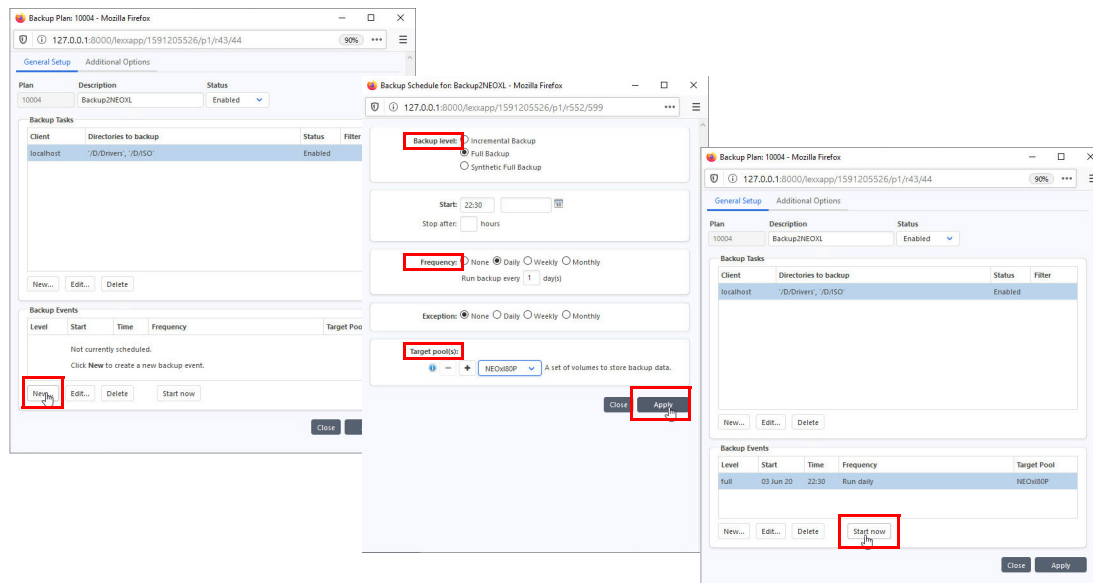 Backup Plan: 10004 - Mozilla Firefox
127.0.0.1:8000/lexxapp/1591205526/p1/r43/44 90%
General Setup Additional Options
Plan Description Status
10004 Backup2NEOXL Enabled
Backup Tasks
Client Directories to backup Status Filter
localhost '/D/Drivers', '/D/ISO' Enabled
New... Edit... Delete
Backup Events
Level Start Time Frequency Target Poo
Not currently scheduled.
Click New to create a new backup event.
New... Edit... Delete Start now
Close
Backup Schedule for: Backup2NEOXL - Mozilla Firefox
127.0.0.1:8000/lexxapp/1591205526/p1/r552/599
Backup level: Incremental Backup
Full Backup
Synthetic Full Backup
Start: 22:30
Stop after: hours
Frequency: None Daily Weekly Monthly
Run backup every 1 day(s)
Exception: None Daily Weekly Monthly
Target pool(s):
NEOxl80P A set of volumes to store backup data.
Close Apply
Backup Plan: 10004 - Mozilla Firefox
127.0.0.1:8000/lexxapp/1591205526/p1/r43/44 90%
General Setup Additional Options
Plan Description Status
10004 Backup2NEOXL Enabled
Backup Tasks
Client Directories to backup Status Filter
localhost '/D/Drivers', '/D/ISO' Enabled
New... Edit... Delete
Backup Events
Level Start Time Frequency Target Pool
full 03 Jun 20 22:30 Run daily NEOxl80P
New... Edit... Delete Start now
Close Apply